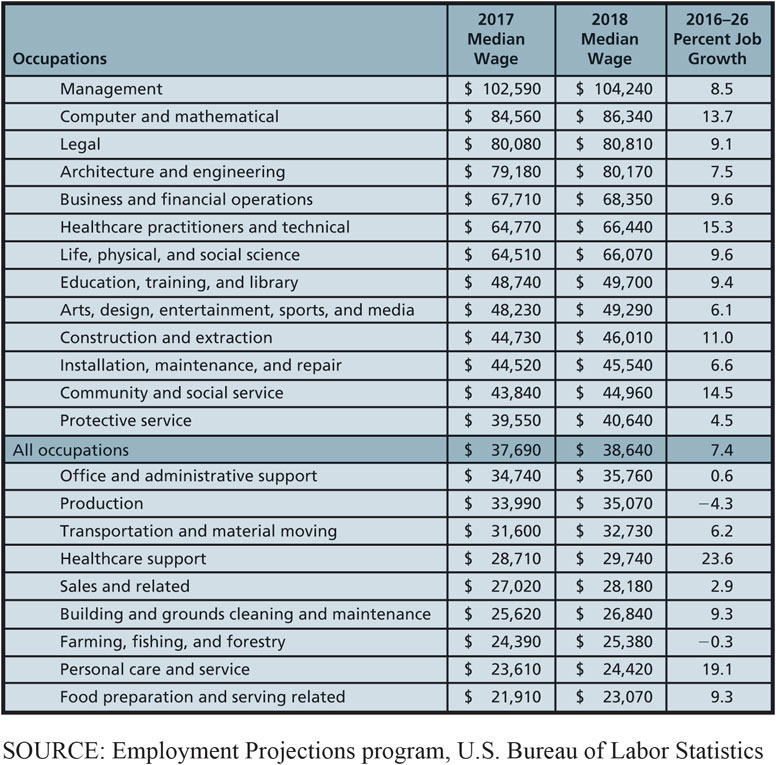 Occupations 2017 Median Wage 2018 Median Wage 2016–26 Percent Job Growth
Management $ 102,590 $ 104,240 8.5
Computer and mathematical $ 84,560 $ 86,340 13.7
Legal $ 80,080 $ 80,810 9.1
Architecture and engineering $ 79,180 $ 80,170 7.5
Business and financial operations $ 67,710 $ 68,350 9.6
Healthcare practitioners and technical $ 64,770 $ 66,440 15.3
Life, physical, and social science $ 64,510 $ 66,070 9.6
Education, training, and library $ 48,740 $ 49,700 9.4
Arts, design, entertainment, sports, and media $ 48,230 $ 49,290 6.1
Construction and extraction $ 44,730 $ 46,010 11.0
Installation, maintenance, and repair $ 44,520 $ 45,540 6.6
Community and social service $ 43,840 $ 44,960 14.5
Protective service $ 39,550 $ 40,640 4.5
All occupations $ 37,690 $ 38,640 7.4
Office and administrative support $ 34,740 $ 35,760 0.6
Production $ 33,990 $ 35,070 −4.3
Transportation and material moving $ 31,600 $ 32,730 6.2
Healthcare support $ 28,710 $ 29,740 23.6
Sales and related $ 27,020 $ 28,180 2.9
Building and grounds cleaning and maintenance $ 25,620 $ 26,840 9.3
Farming, fishing, and forestry $ 24,390 $ 25,380 −0.3
Personal care and service $ 23,610 $ 24,420 19.1
Food preparation and serving related $ 21,910 $ 23,070 9.3
SOURCE: Employment Projections program, U.S. Bureau of Labor Statistics